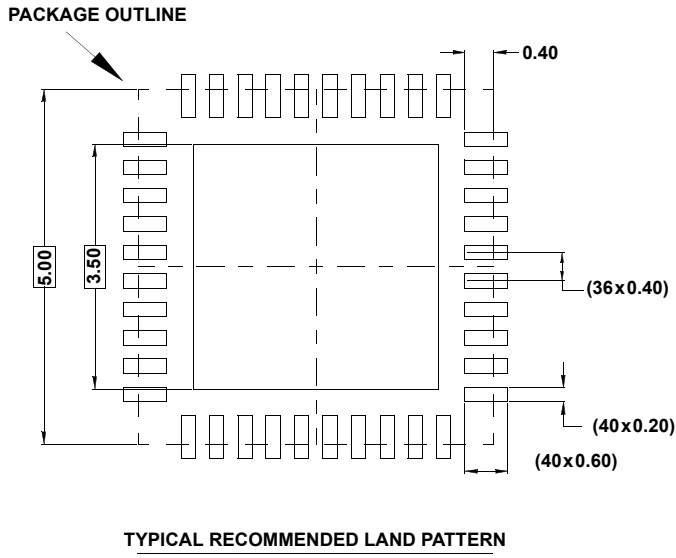 PACKAGE OUTLINE
0.40
5.00
3.50
(36x0.40)
(40x0.20)
(40x0.60)
TYPICAL RECOMMENDED LAND PATTERN